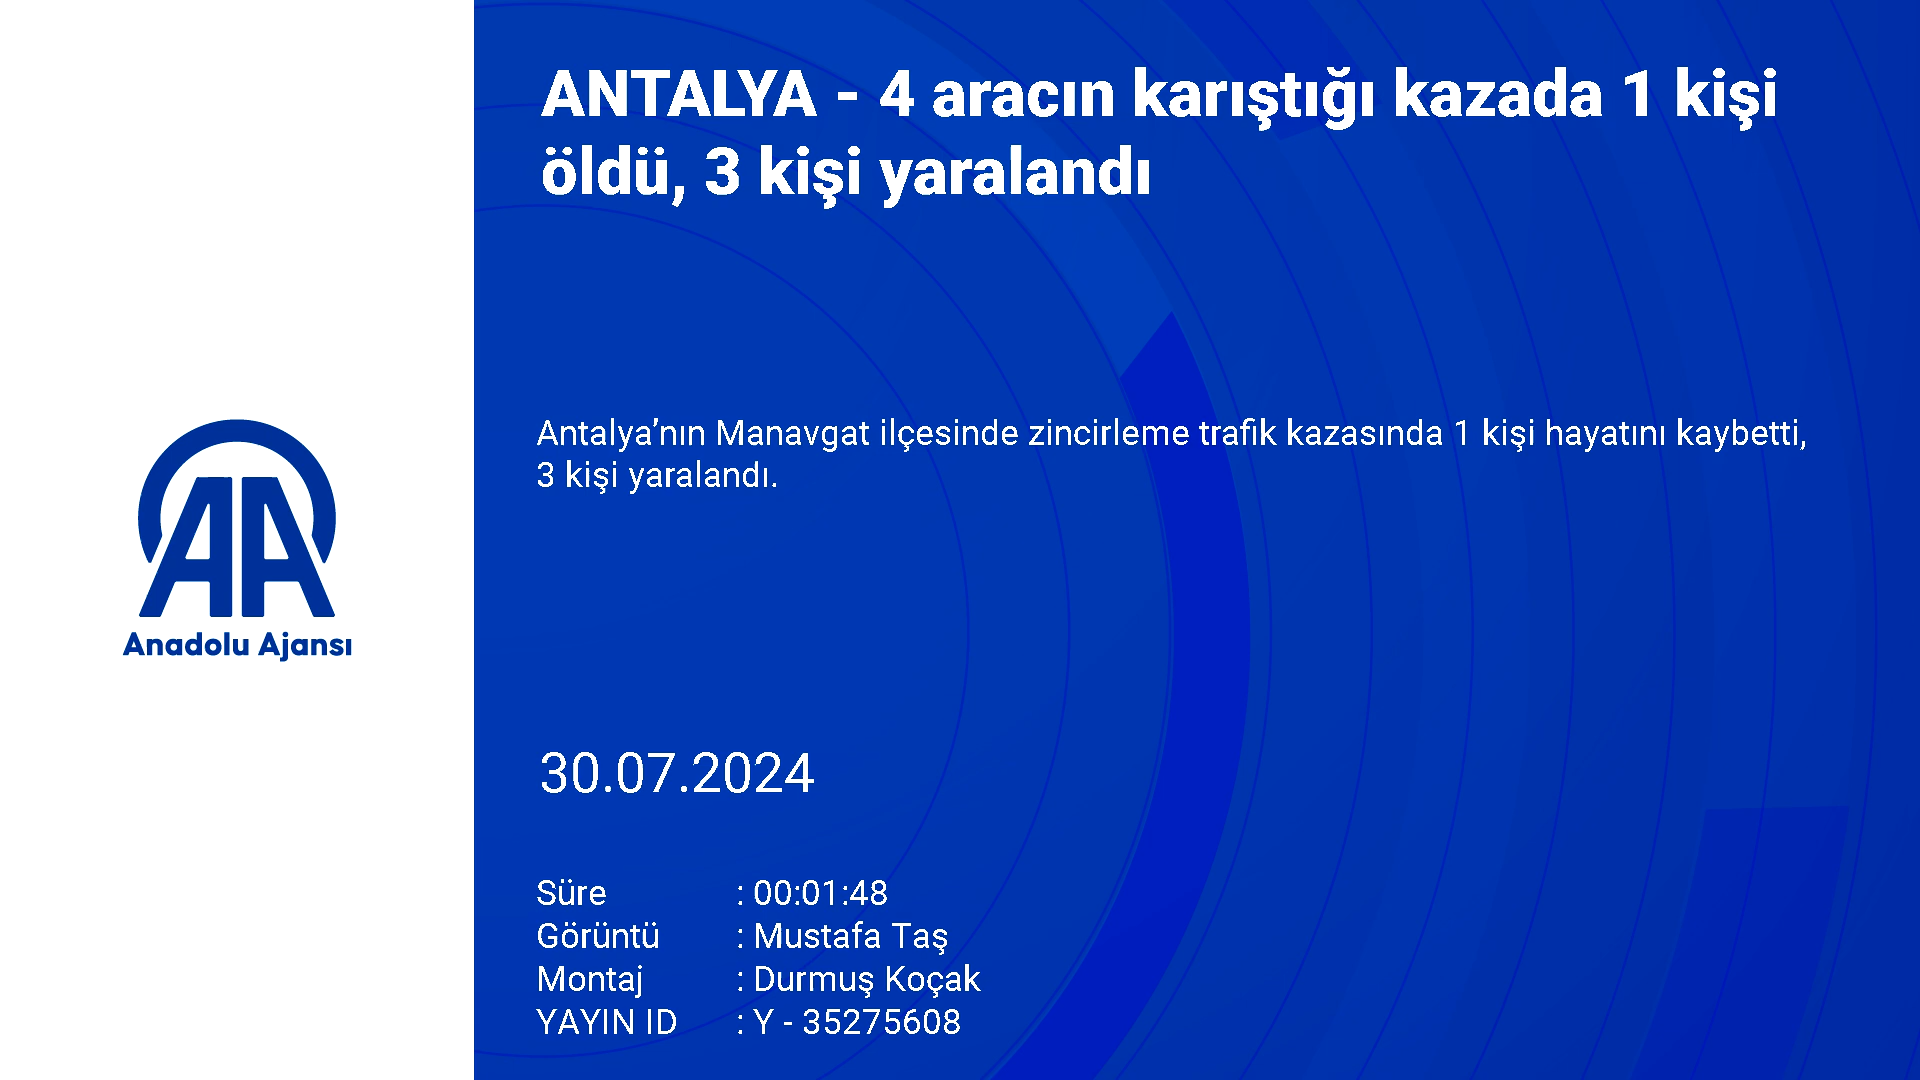 ANTALYA - 4 aracın karıştığı kazada 1 kişi
öldü, 3 kişi yaralandı
Antalya’nın Manavgat ilçesinde zincirleme trafik kazasında 1 kişi hayatını kaybetti,
3 kişi yaralandı.
AA
Anadolu Ajansı
30.07.2024
Süre : 00:01:48
Görüntü : Mustafa Taş
Montaj : Durmuş Koçak
YAYIN ID : Y - 35275608